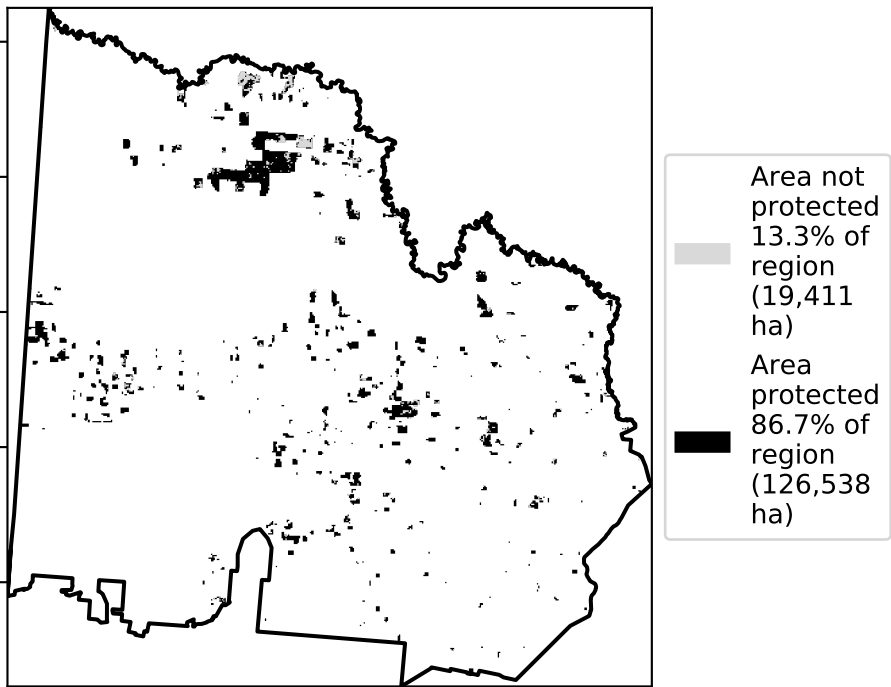 Area not
protected
13.3% of
region
(19,411
ha)
Area
protected
86.7% of
region
(126,538
ha)